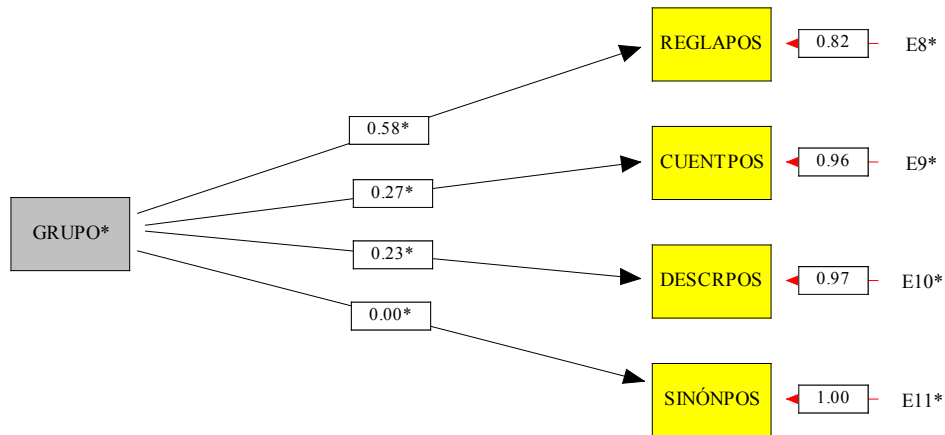 REGLAPOS
0.82
E8*
0.58*
CUENTPOS
0.96
E9*
0.27*
GRUPO*
0.23*
DESCRPOS
0.97
E10*
0.00*
SINÓNPOS
1.00
E11*